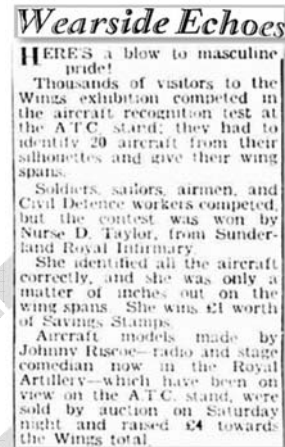 Wearside Echoes
HERE'S a blow to masculine
pride!
Thousands of visitors to the
Wings exhibition competed in
the aircraft recognition test at
the A.T.C. stand; they had to
identify 20 aircraft from their
silhouettes and give their wing
spans.
Soldiers, sailors, airmen, and
Civil Defence workers competed,
but the contest was won by
Nurse D. Taylor, from Sunder-
land Royal Infirmary.
She identified all the aircraft
correctly, and she was only a
matter of inches out on the
wing spans. She wins £1 worth
of Savings Stamps.
Aircraft models made by
Johnny Riscoe—radio and stage
comedian now in the Royal
Artillery—which have been on
view on the A.T.C. stand, were
sold by auction on Saturday
night and raised £4 towards
the Wings total.